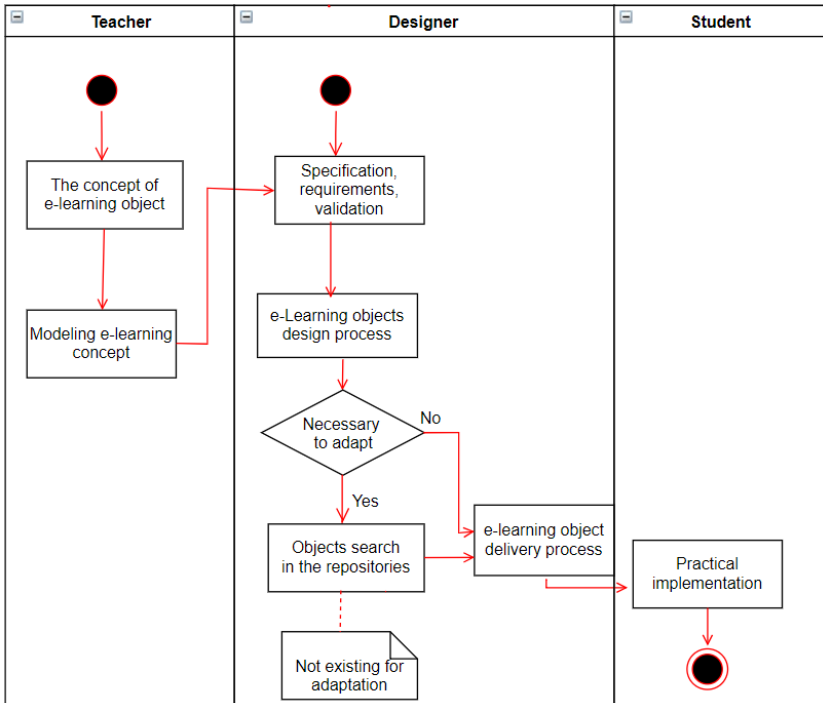 Teacher
Designer
Student
The concept of
e-learning object
Modeling e-learning
concept
Specification,
requirements,
validation
e-Learning objects
design process
Necessary
to adapt
No
Yes
Objects search
in the repositories
Not existing for
adaptation
e-learning object
delivery process
Practical
implementation